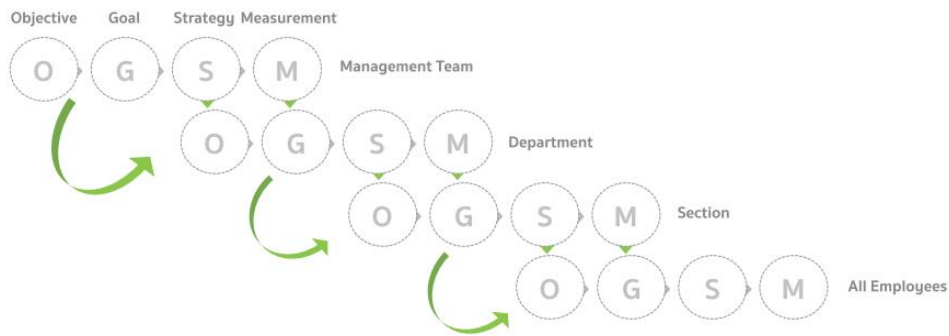 Objective Goal Strategy Measurement
O G S M Management Team
O G S M Department
O G S M Section
O G S M All Employees